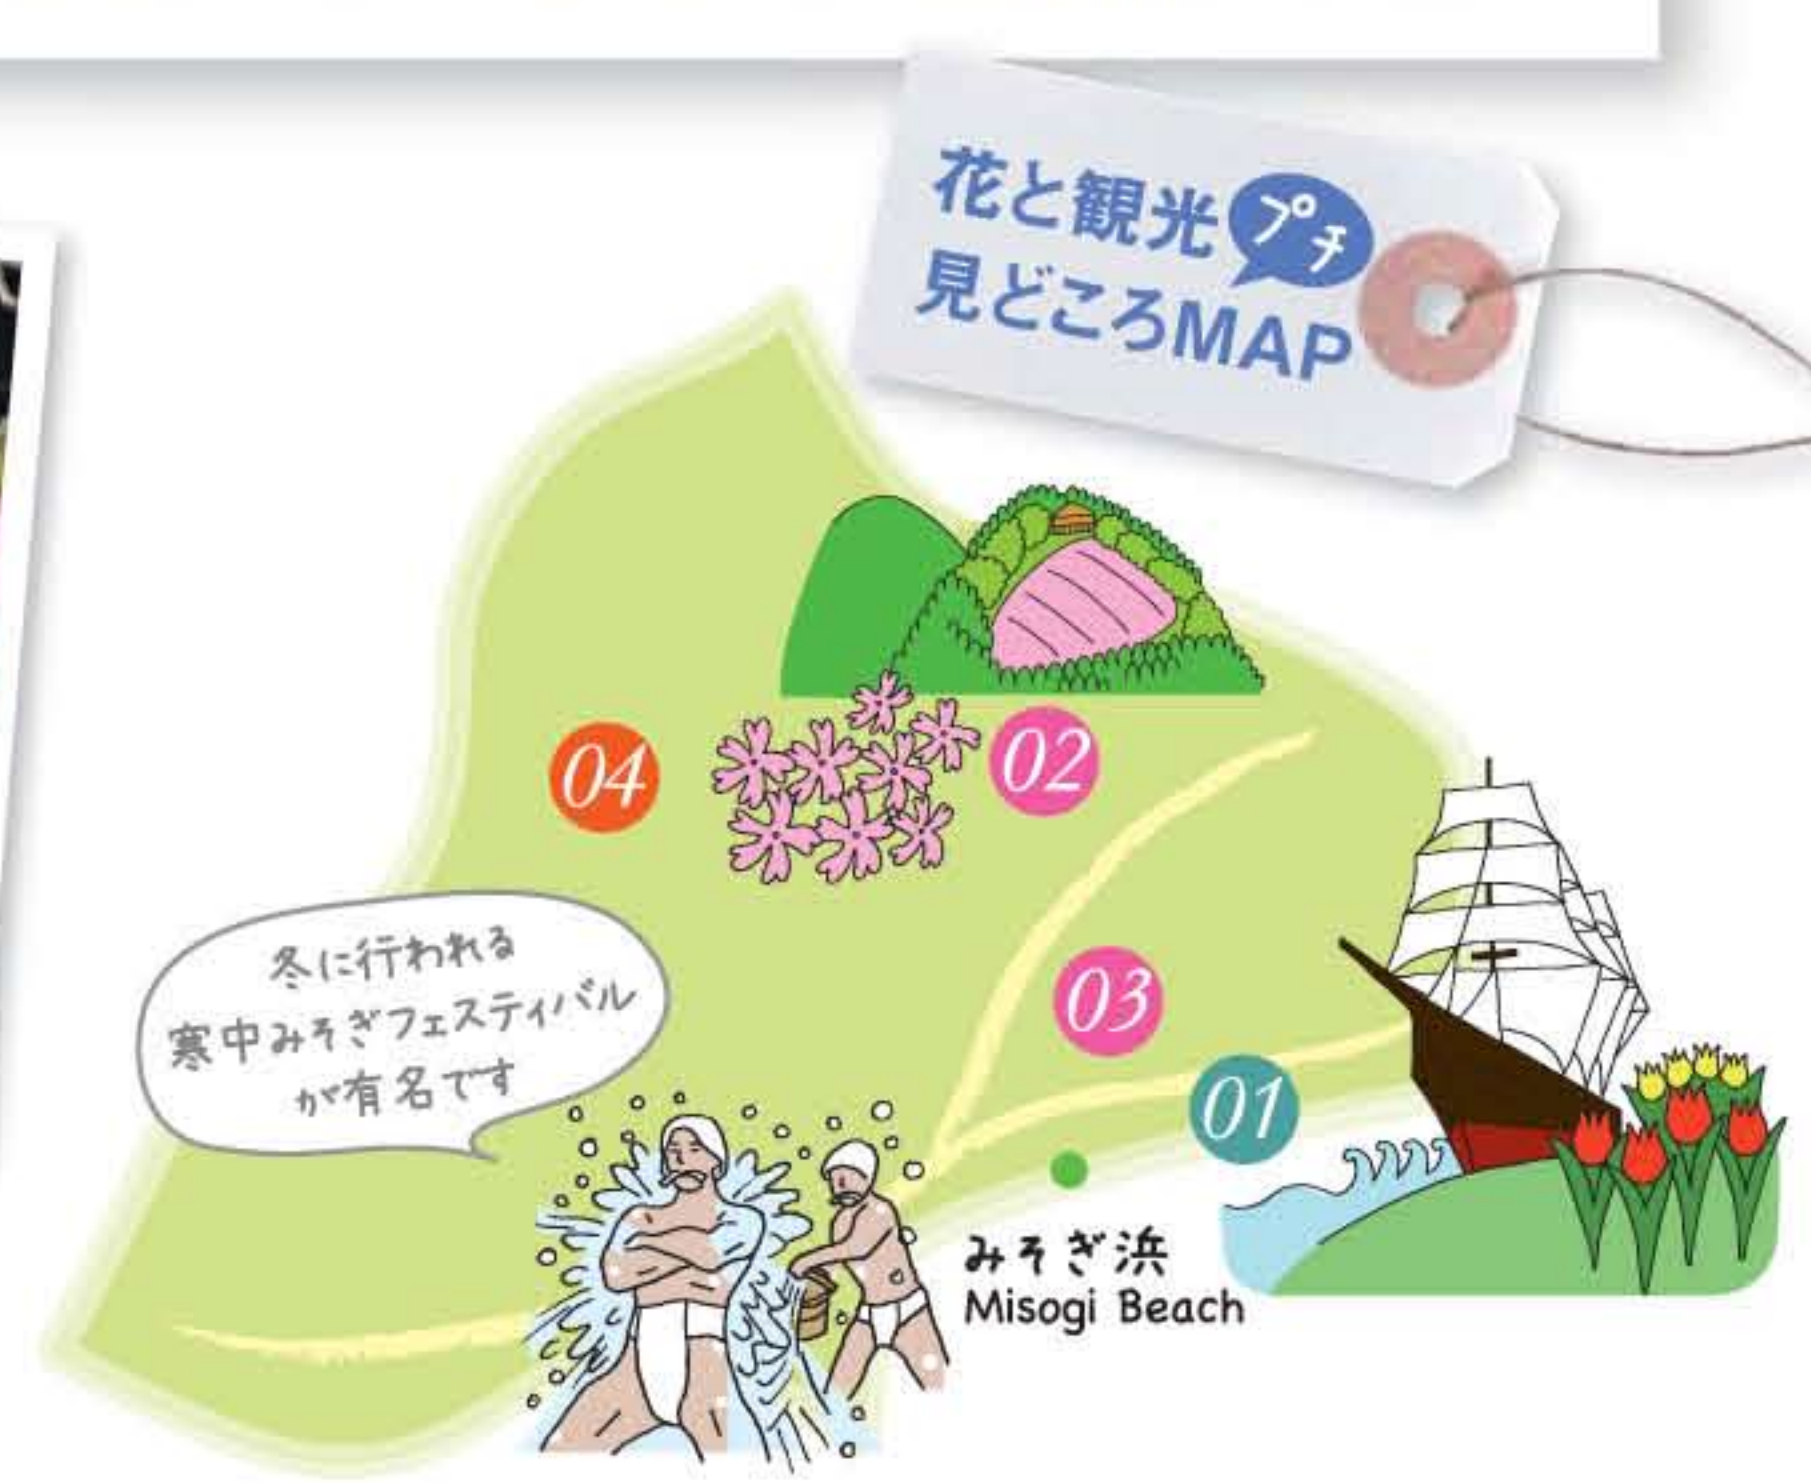 花と観光プチ
見どころMAP
04
02
03
01
冬に行われる
寒中みそぎフェスティバル
が有名です
みそぎ浜
Misogi Beach